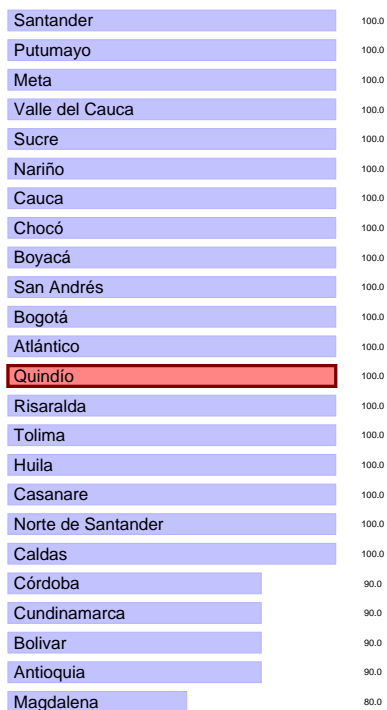 Santander 100.0
Putumayo 100.0
Meta 100.0
Valle del Cauca 100.0
Sucre 100.0
Nariño 100.0
Cauca 100.0
Chocó 100.0
Boyacá 100.0
San Andrés 100.0
Bogotá 100.0
Atlántico 100.0
Quindío 100.0
Risaralda 100.0
Tolima 100.0
Huila 100.0
Casanare 100.0
Norte de Santander 100.0
Caldas 100.0
Córdoba 90.0
Cundinamarca 90.0
Bolivar 90.0
Antioquia 90.0
Magdalena 80.0